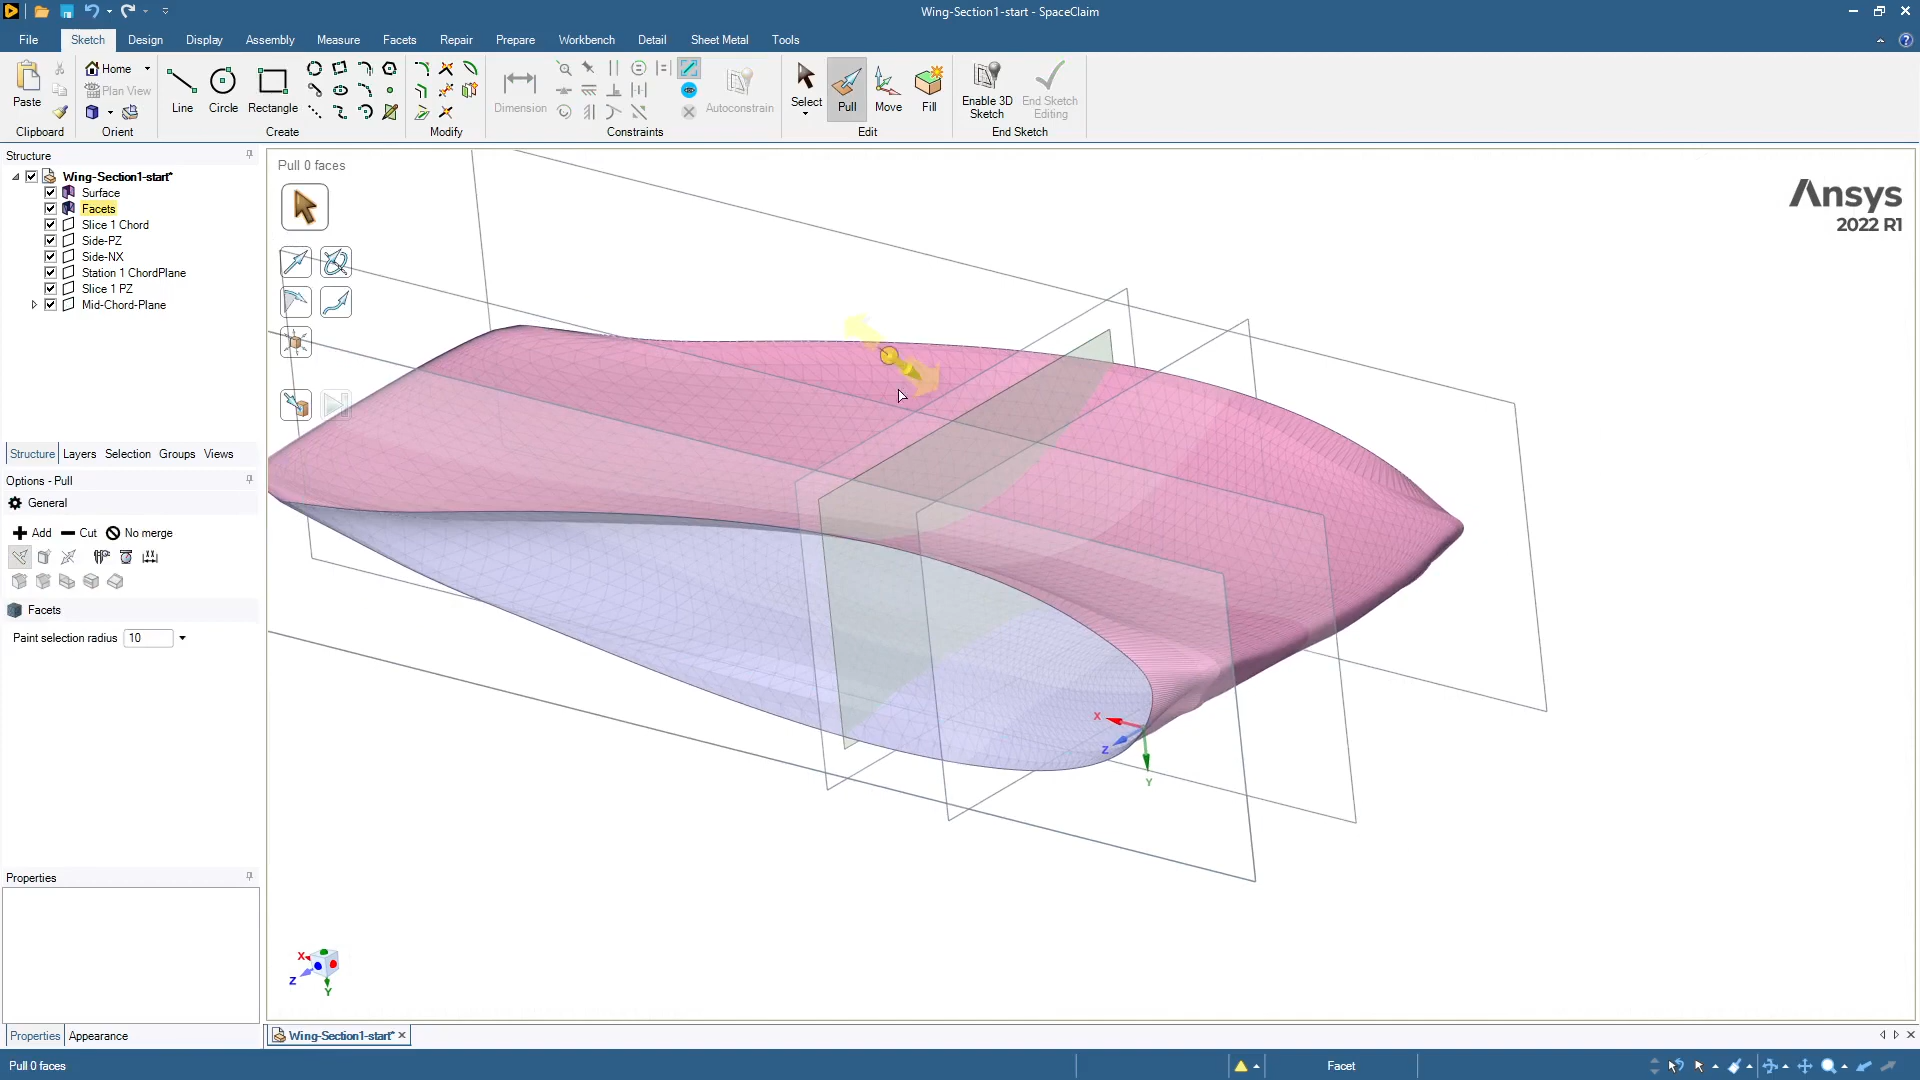 Wing-Section1-start - SpaceClaim
File Sketch Design Display Assembly Measure Facets Repair Prepare Workbench Detail Sheet Metal Tools
Paste
Clipboard
Home
Plan View
Orient
Line Circle Rectangle
Create
Modify
Dimension
Autoconstrain
Constraints
Select Pull Move Fill
Edit
Enable 3D
Sketch
End Sketch
Editing
End Sketch
Structure
Wing-Section1-start*
Surface
Facets
Slice 1 Chord
Side-PZ
Side-NX
Station 1 ChordPlane
Slice 1 PZ
Mid-Chord-Plane
Structure Layers Selection Groups Views
Options - Pull
General
Add Cut No merge
Facets
Paint selection radius 10
Properties
Properties Appearance
Pull 0 faces
Ansys
2022 R1
X
Z
Y
X
Z
Y
Wing-Section1-start*
Pull 0 faces
Facet